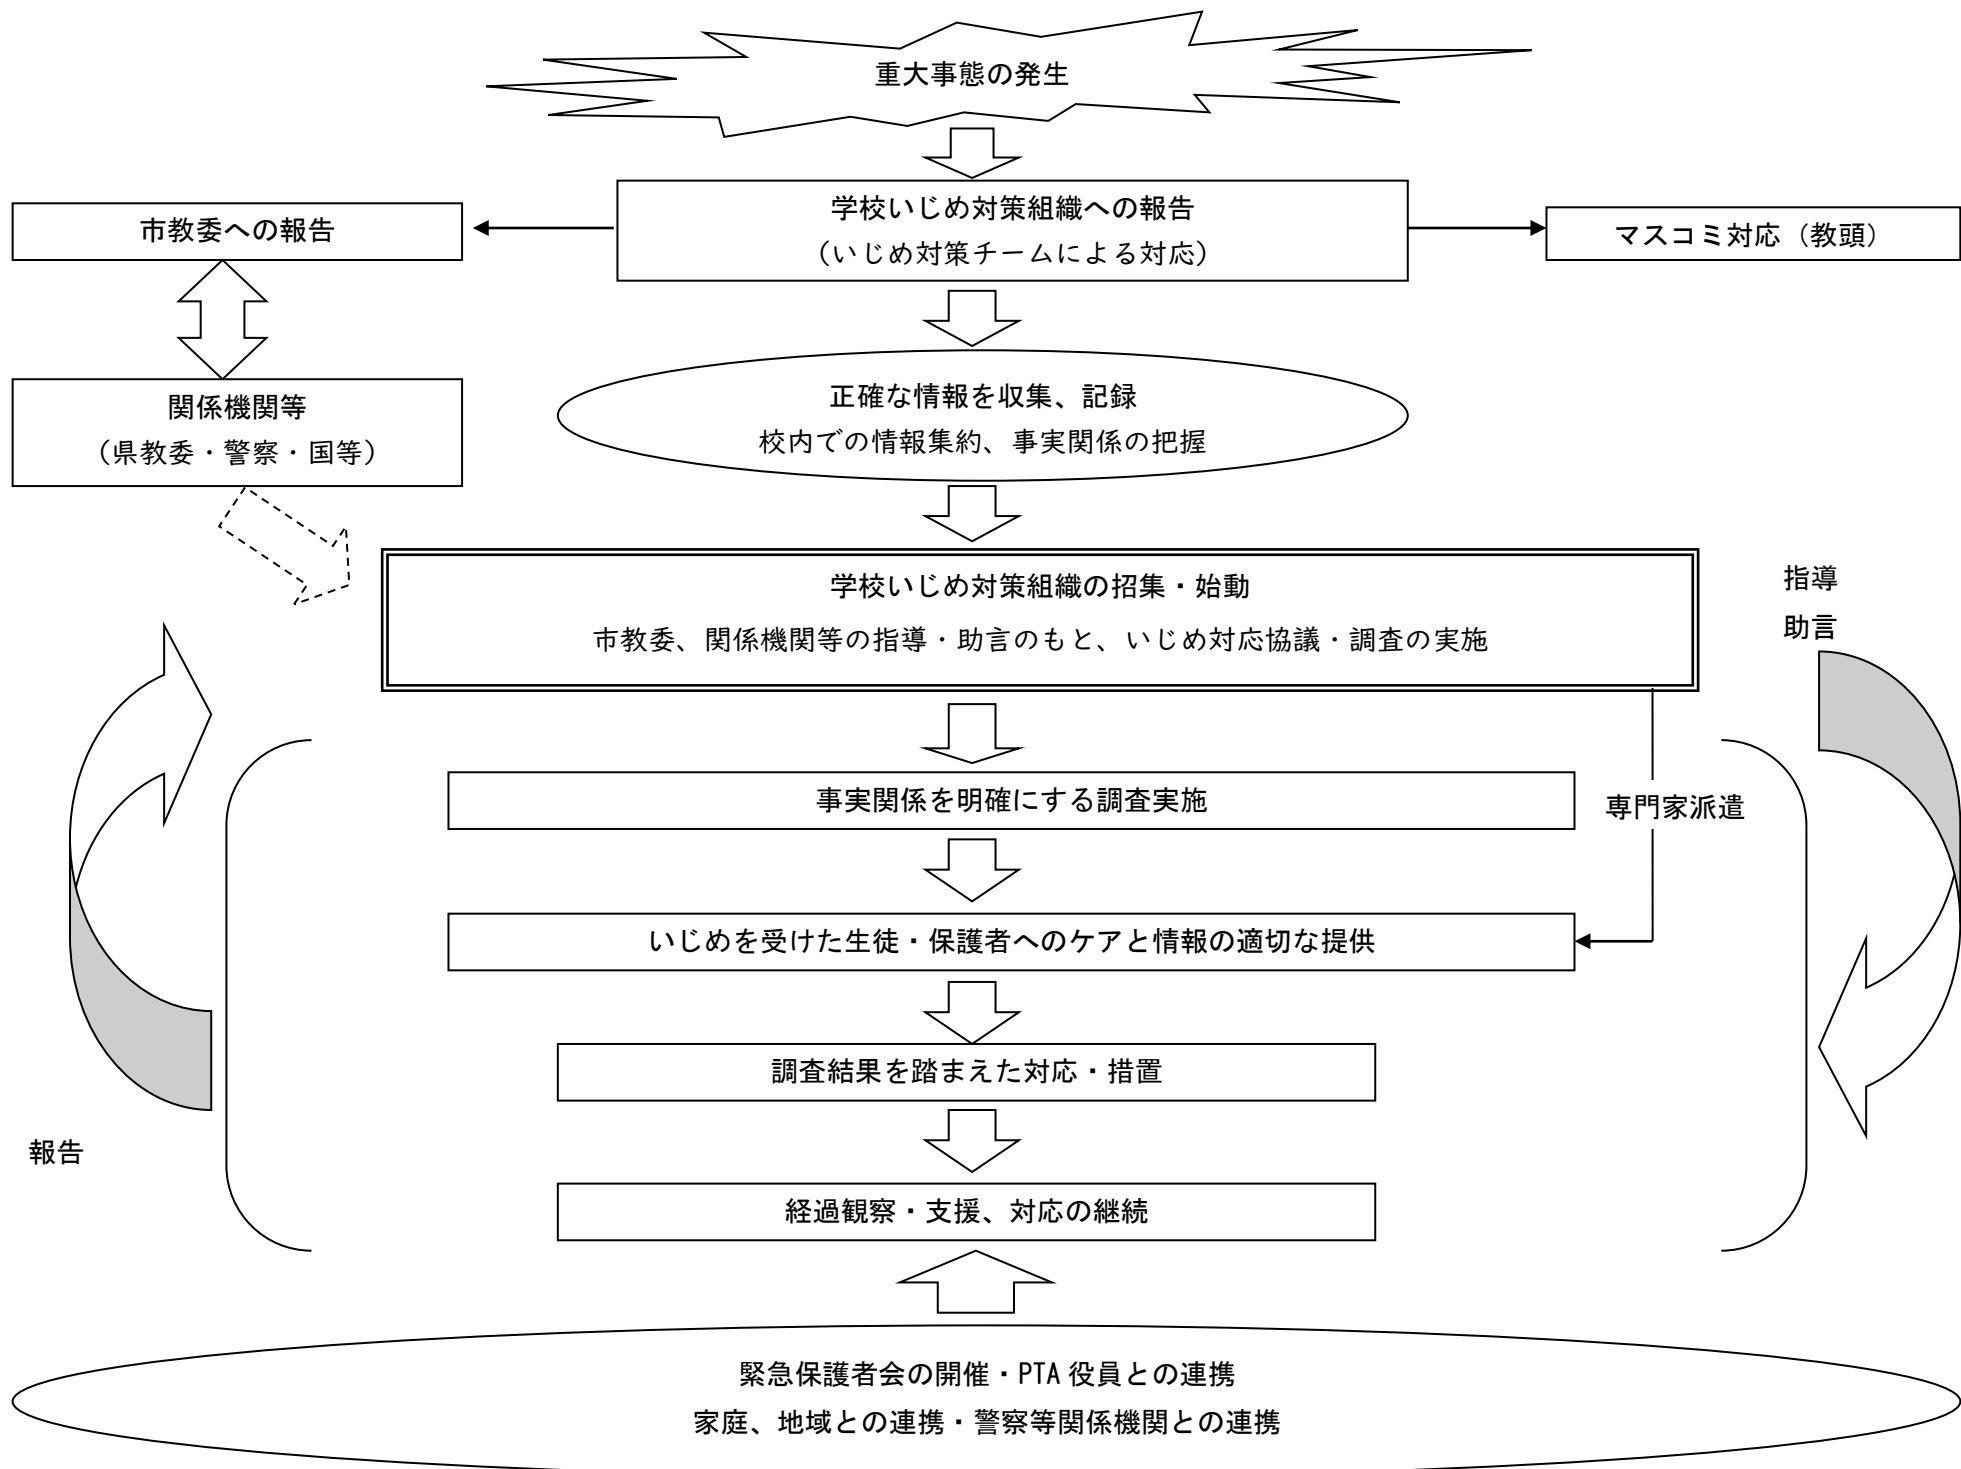 重大事態の発生
学校いじめ対策組織への報告
（いじめ対策チームによる対応）
市教委への報告
マスコミ対応（教頭）
関係機関等
（県教委・警察・国等）
正確な情報を収集、記録
校内での情報集約、事実関係の把握
学校いじめ対策組織の招集・始動
市教委、関係機関等の指導・助言のもと、いじめ対応協議・調査の実施
指導
助言
事実関係を明確にする調査実施
専門家派遣
いじめを受けた生徒・保護者へのケアと情報の適切な提供
調査結果を踏まえた対応・措置
報告
経過観察・支援、対応の継続
緊急保護者会の開催・PTA 役員との連携
家庭、地域との連携・警察等関係機関との連携